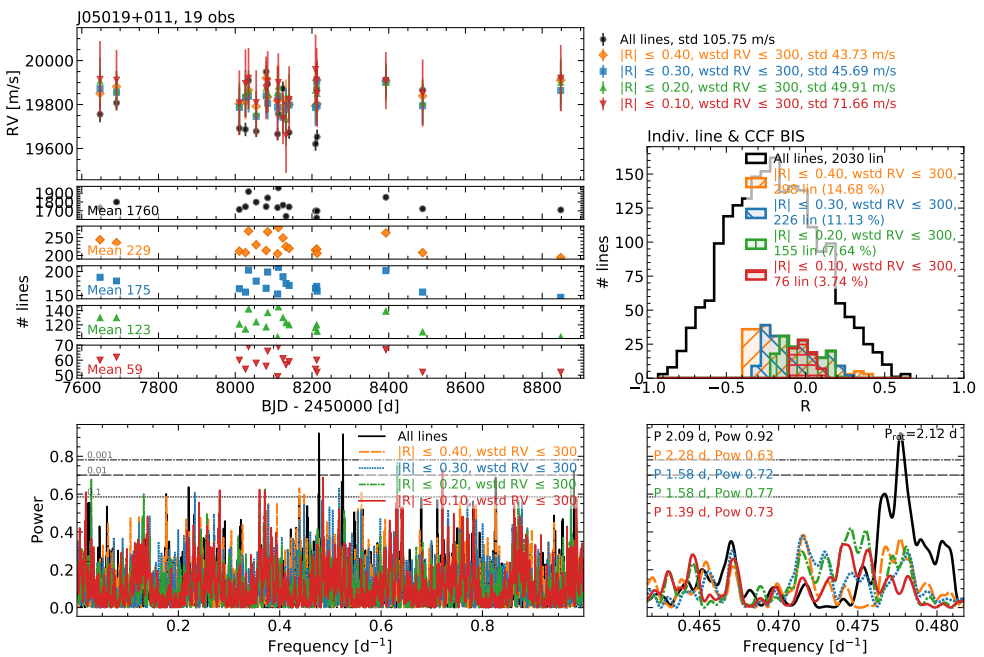 J05019+011, 19 obs
RV [m/s]
20000
19800
19600
All lines, std 105.75 m/s
|R| ≤ 0.40, wstd RV ≤ 300, std 43.73 m/s
|R| ≤ 0.30, wstd RV ≤ 300, std 45.69 m/s
|R| ≤ 0.20, wstd RV ≤ 300, std 49.91 m/s
|R| ≤ 0.10, wstd RV ≤ 300, std 71.66 m/s
# lines
1900
1800
1700
Mean 1760
250
200
Mean 229
200
150
Mean 175
140
120
Mean 123
70
60
50
Mean 59
7600 7800 8000 8200 8400 8600 8800
BJD - 2450000 [d]
Indiv. line & CCF BIS
# lines
150
125
100
75
50
25
0
All lines, 2030 lin
|R| ≤ 0.40, wstd RV ≤ 300,
298 lin (14.68 %)
|R| ≤ 0.30, wstd RV ≤ 300,
226 lin (11.13 %)
|R| ≤ 0.20, wstd RV ≤ 300,
155 lin (7.64 %)
|R| ≤ 0.10, wstd RV ≤ 300,
76 lin (3.74 %)
−1.0 −0.5 0.0 0.5 1.0
R
Power
0.8
0.6
0.4
0.2
0.0
0.001
0.01
0.1
All lines
|R| ≤ 0.40, wstd RV ≤ 300
|R| ≤ 0.30, wstd RV ≤ 300
|R| ≤ 0.20, wstd RV ≤ 300
|R| ≤ 0.10, wstd RV ≤ 300
0.2 0.4 0.6 0.8
Frequency [d⁻¹]
P 2.09 d, Pow 0.92
P 2.28 d, Pow 0.63
P 1.58 d, Pow 0.72
P 1.58 d, Pow 0.77
P 1.39 d, Pow 0.73
P_rot=2.12 d
0.465 0.470 0.475 0.480
Frequency [d⁻¹]